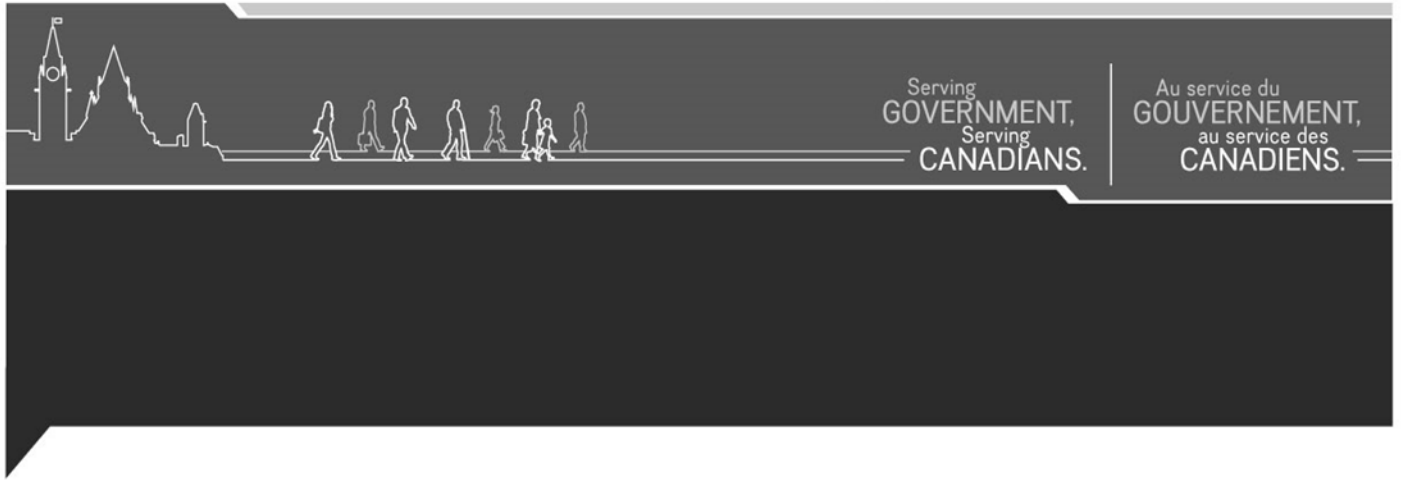 Serving
GOVERNMENT,
Serving
CANADIANS.
Au service du
GOUVERNEMENT,
au service des
CANADIENS.